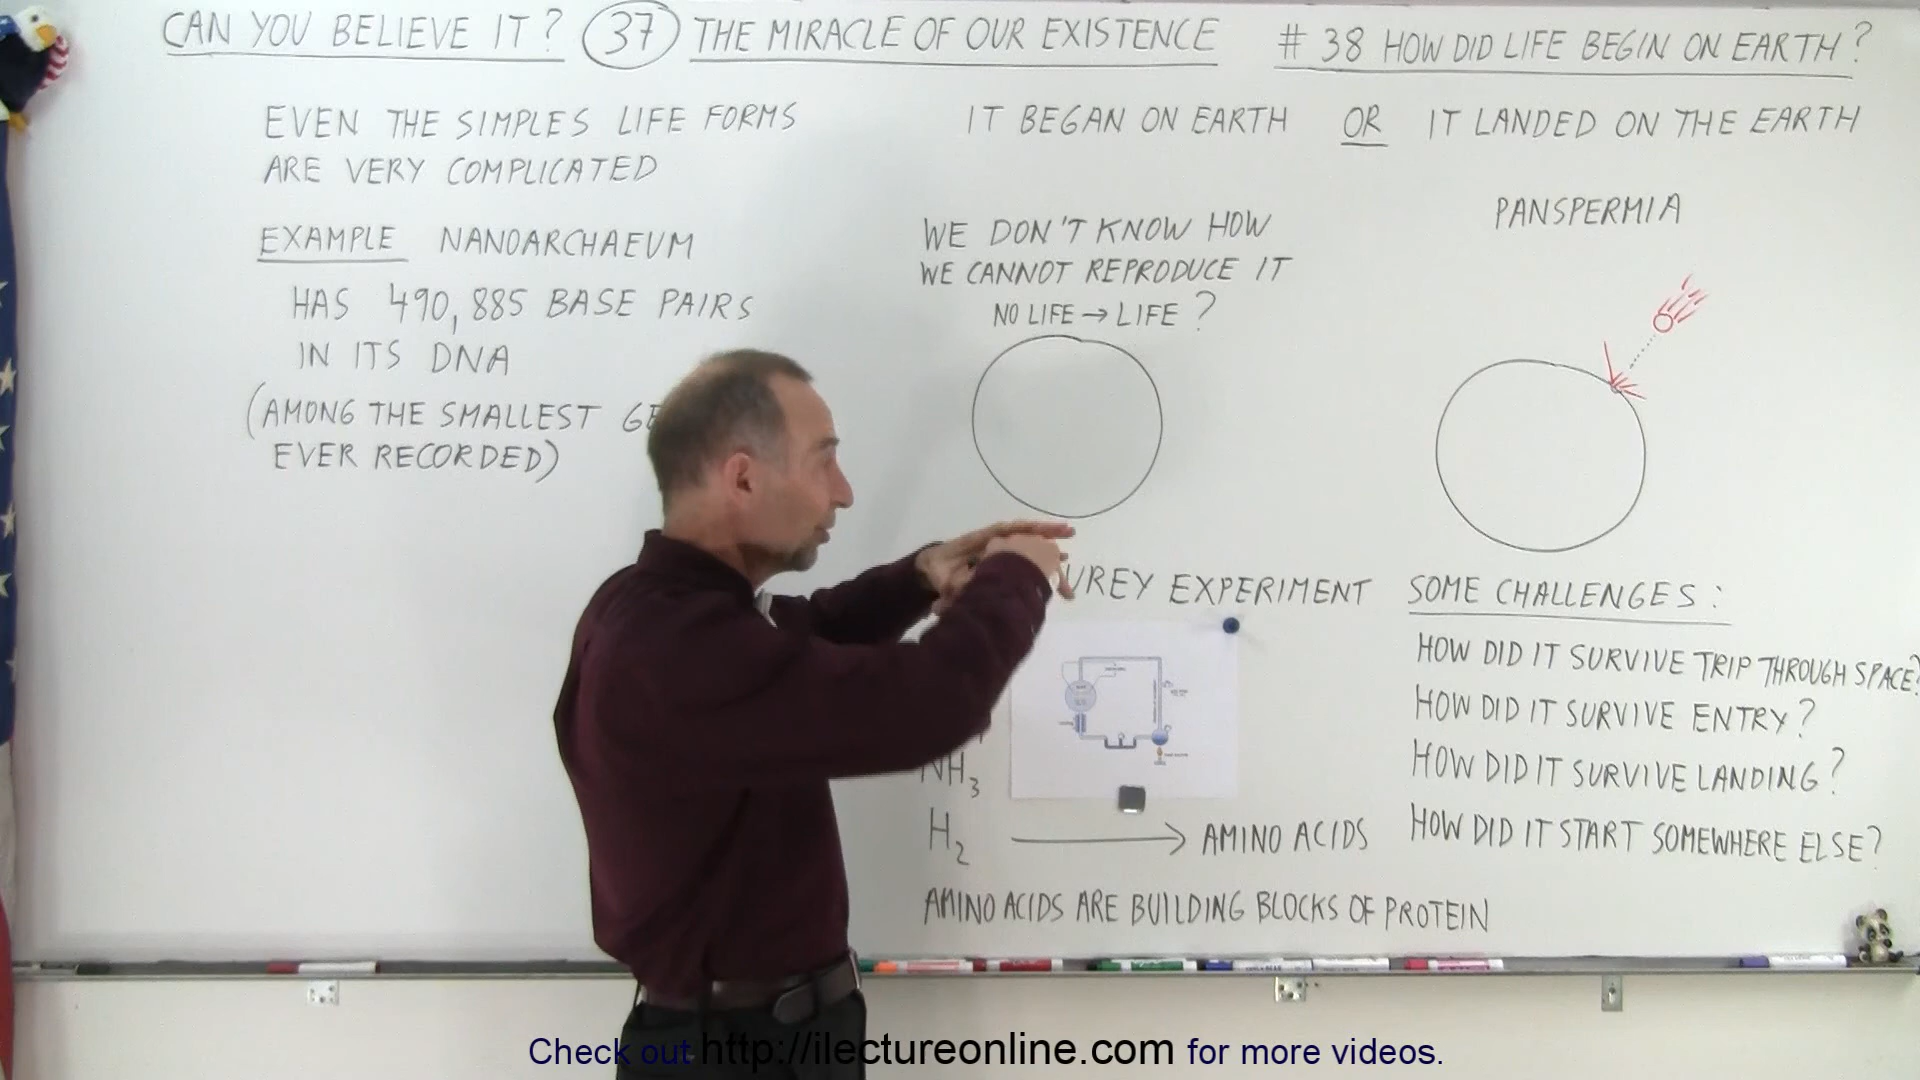 CAN YOU BELIEVE IT? 37 THE MIRACLE OF OUR EXISTENCE # 38 HOW DID LIFE BEGIN ON EARTH?
EVEN THE SIMPLES LIFE FORMS
ARE VERY COMPLICATED
EXAMPLE NANOARCHAEUM
HAS 490,885 BASE PAIRS
IN ITS DNA
(AMONG THE SMALLEST GE
EVER RECORDED)
IT BEGAN ON EARTH OR IT LANDED ON THE EARTH
WE DON'T KNOW HOW
WE CANNOT REPRODUCE IT
NO LIFE → LIFE ?
UREY EXPERIMENT
NH3
H2 → AMINO ACIDS
AMINO ACIDS ARE BUILDING BLOCKS OF PROTEIN
PANSPERMIA
SOME CHALLENGES:
HOW DID IT SURVIVE TRIP THROUGH SPACE?
HOW DID IT SURVIVE ENTRY?
HOW DID IT SURVIVE LANDING?
HOW DID IT START SOMEWHERE ELSE?
Check out http://ilectureonline.com for more videos.